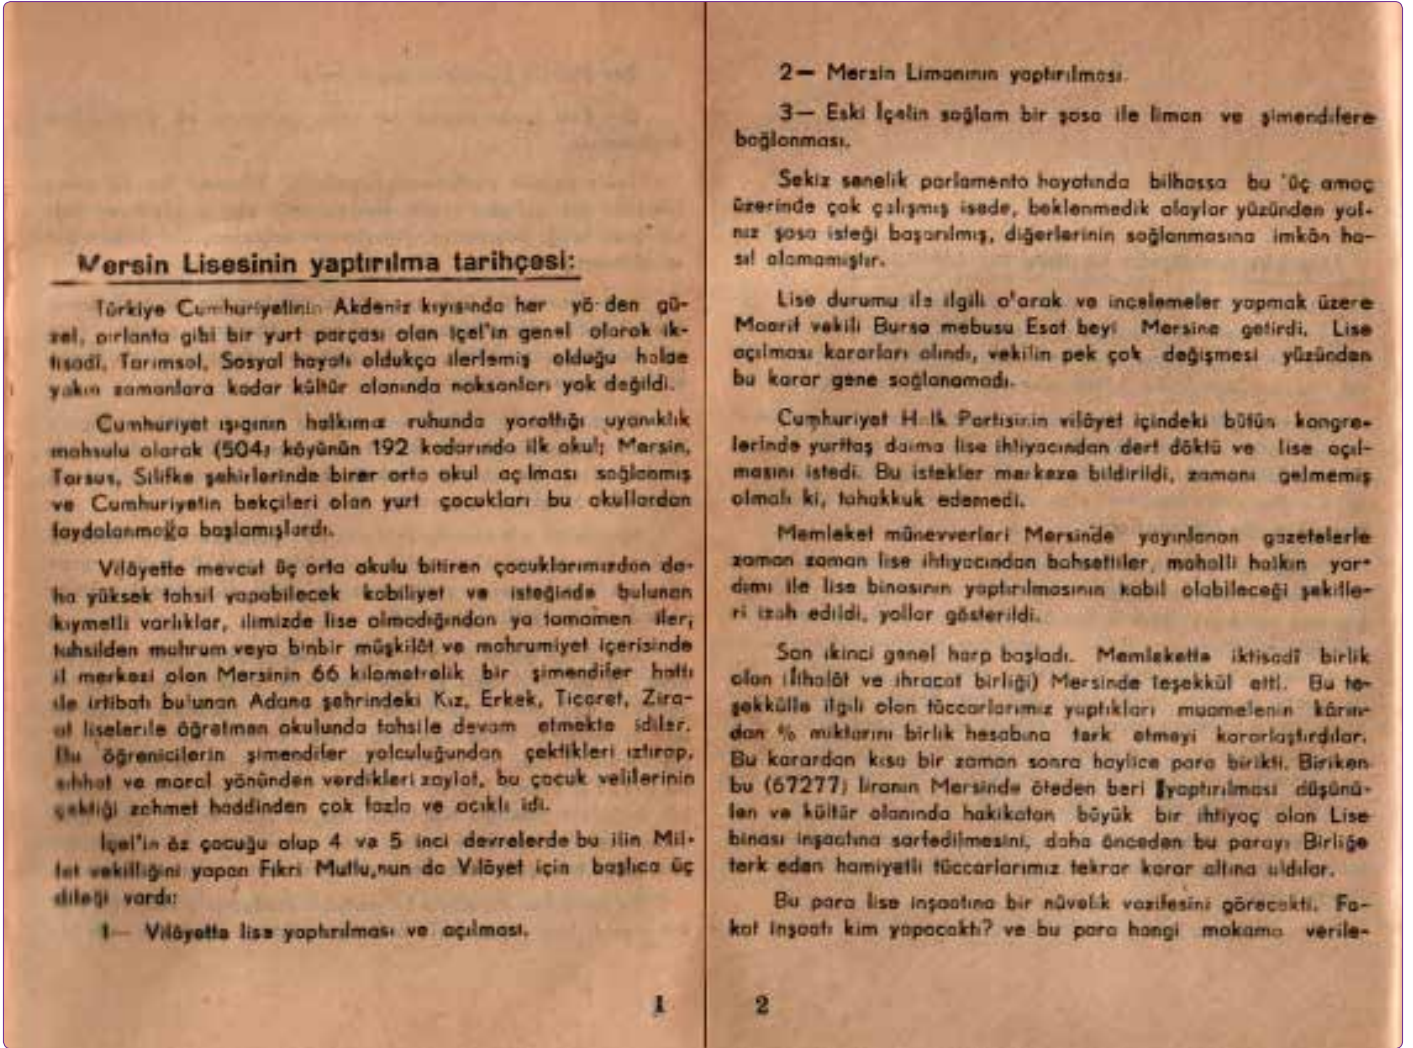 Mersin Lisesinin yaptırılma tarihçesi:
Türkiye Cumhuriyetinin Akdeniz kıyısında her yö den gü-
zel, pırlanta gibi bir yurt parçası olan İçel'in genel olarak ik-
tisadî, Tarımsal, Sosyal hayatı oldukça ilerlemiş olduğu halde
yakın zamanlara kadar kültür alanında noksanları yok değildi.
Cumhuriyet ışığının halkımız ruhunda yarattığı uyanıklık
mahsulu olarak (504) köyünün 192 kadarında ilk okul; Mersin,
Tarsus, Silifke şehirlerinde birer orta okul aç lması sağlanmış
ve Cumhuriyetin bekçileri olan yurt çocukları bu okullardan
faydalanmağa başlamışlardı.
Vilâyette mevcut üç orta okulu bitiren çocuklarımızdan da-
ha yüksek tahsil yapabilecek kabiliyet ve isteğinde bulunan
kıymetli varlıklar, ilimizde lise olmadığından ya tamamen iler,
tahsilden mahrum veya binbir müşkilât ve mahrumiyet içerisinde
il merkezi olan Mersinin 66 kilometrelik bir şimendifer hattı
ile irtibatı bulunan Adana şehrindeki Kız, Erkek, Ticaret, Zira-
at liselerile öğretmen okulunda tahsile devam etmekte idiler.
Bu öğrenicilerin şimendifer yolculuğundan çektikleri ıztırap,
sıhhat ve moral yönünden verdikleri zayiat, bu çocuk velilerinin
çektiği zahmet haddinden çok fazla ve acıklı idi.
İçel'in öz çocuğu olup 4 ve 5 inci devrelerde bu ilin Mil-
let vekilliğini yapan Fikri Mutlu,nun da Vilâyet için başlıca üç
dileği vardı:
1— Vilâyette lise yaptırılması ve açılması.
1
2— Mersin Limanının yaptırılması
3— Eski İçelin sağlam bir şosa ile liman ve şimendifere
bağlanması.
Sekiz senelik parlamento hayatında bilhassa bu üç amaç
üzerinde çok çalışmış isede, beklenmedik olaylar yüzünden yal-
nız şosa isteği başarılmış, diğerlerinin sağlanmasına imkân ha-
sıl olamamıştır.
Lise durumu ile ilgili o'arak ve incelemeler yapmak üzere
Maarif vekili Bursa mebusu Esat beyi Mersine getirdi. Lise
açılması kararları alındı, vekilin pek çok değişmesi yüzünden
bu karar gene sağlanamadı.
Cumhuriyet H lk Partisinin vilâyet içindeki bütün kongre-
lerinde yurttaş daima lise ihtiyacından dert döktü ve lise açıl-
masını istedi. Bu istekler merkeze bildirildi, zamanı gelmemiş
olmalı ki, tahakkuk edemedi.
Memleket münevverleri Mersinde yayınlanan gazetelerle
zaman zaman lise ihtiyacından bahsettiler, mahalli halkın yar-
dımı ile lise binasının yaptırılmasının kabil olabileceği şekille-
ri izah edildi, yollar gösterildi.
Son ikinci genel harp başladı. Memlekette iktisadî birlik
olan (İthalât ve ihracat birliği) Mersinde teşekkül etti. Bu te-
şekkülle ilgili olan tüccarlarımız yaptıkları muamelenin kârın-
dan % miktarını birlik hesabına terk etmeyi kararlaştırdılar.
Bu karardan kısa bir zaman sonra haylice para birikti. Biriken
bu (67277) liranın Mersinde öteden beri yaptırılması düşünü-
len ve kültür alanında hakikaten büyük bir ihtiyaç olan Lise
binası inşaatına sarfedilmesini, daha önceden bu parayı Birliğe
terk eden hamiyetli tüccarlarımız tekrar karar altına aldılar.
Bu para lise inşaatına bir nüvelik vazifesini görecekti. Fa-
kat inşaatı kim yapacaktı? ve bu para hangi makama verile-
2